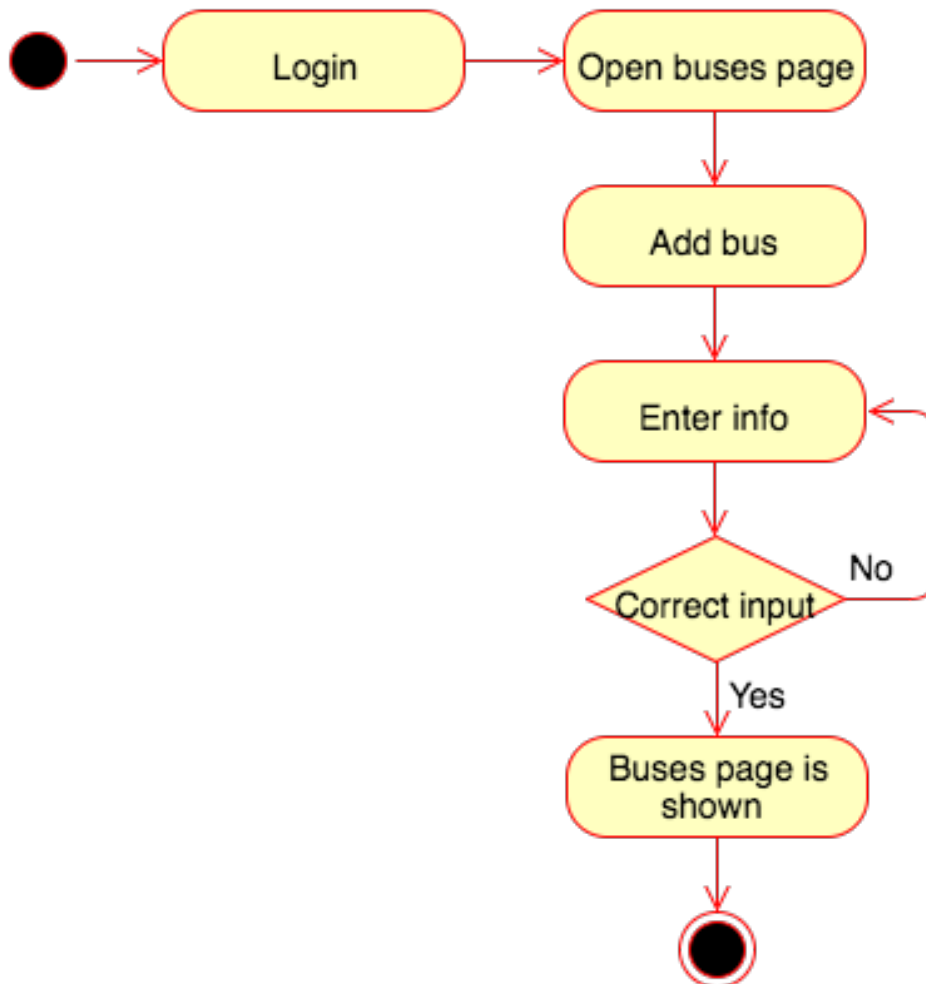 Login
Open buses page
Add bus
Enter info
Correct input
No
Yes
Buses page is
shown